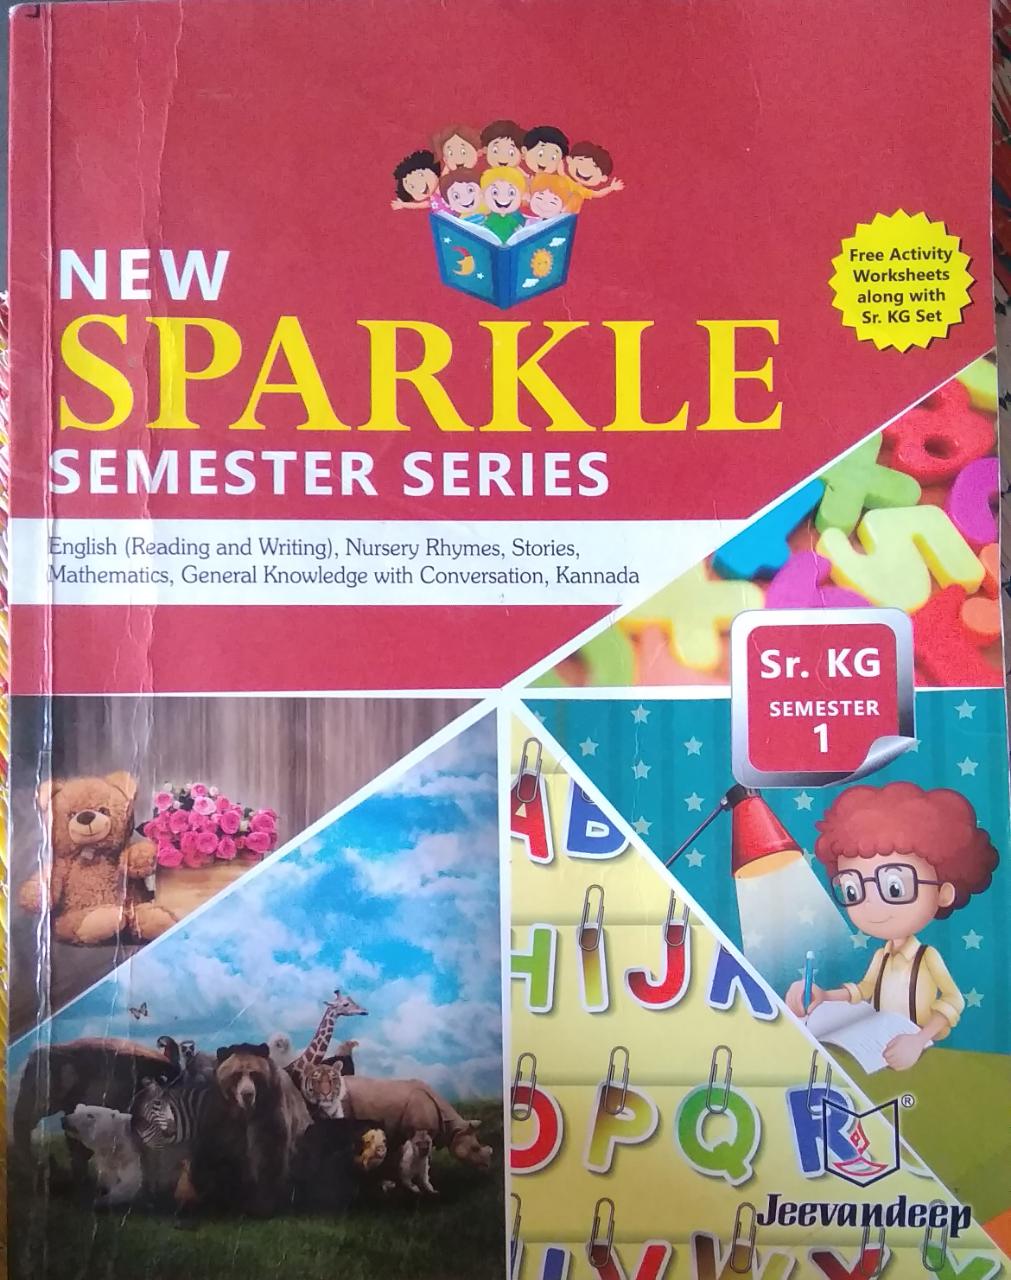 NEW
SPARKLE
SEMESTER SERIES
Free Activity
Worksheets
along with
Sr. KG Set
English (Reading and Writing), Nursery Rhymes, Stories,
Mathematics, General Knowledge with Conversation, Kannada
Sr. KG
SEMESTER
1
A B
H I J K
O P Q R
®
Jeevandeep